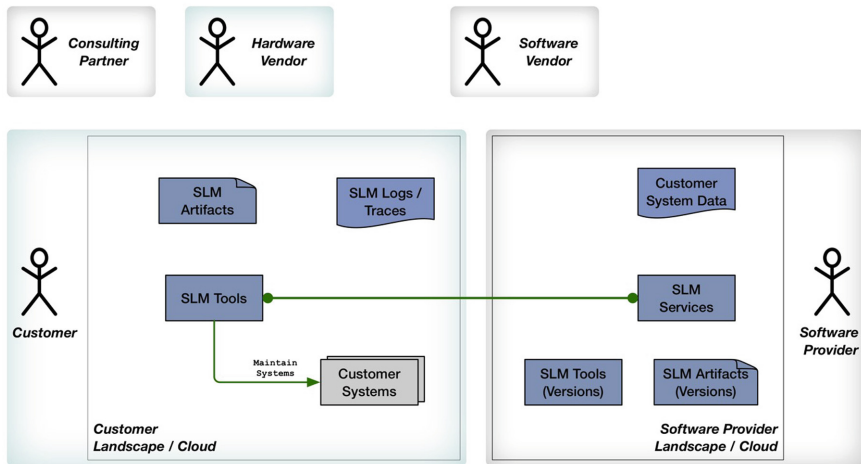 Consulting
Partner
Hardware
Vendor
Software
Vendor
SLM
Artifacts
SLM Logs /
Traces
Customer
System Data
SLM Tools
SLM
Services
Customer
Software
Provider
Maintain
Systems
Customer
Systems
SLM Tools
(Versions)
SLM Artifacts
(Versions)
Customer
Landscape / Cloud
Software Provider
Landscape / Cloud